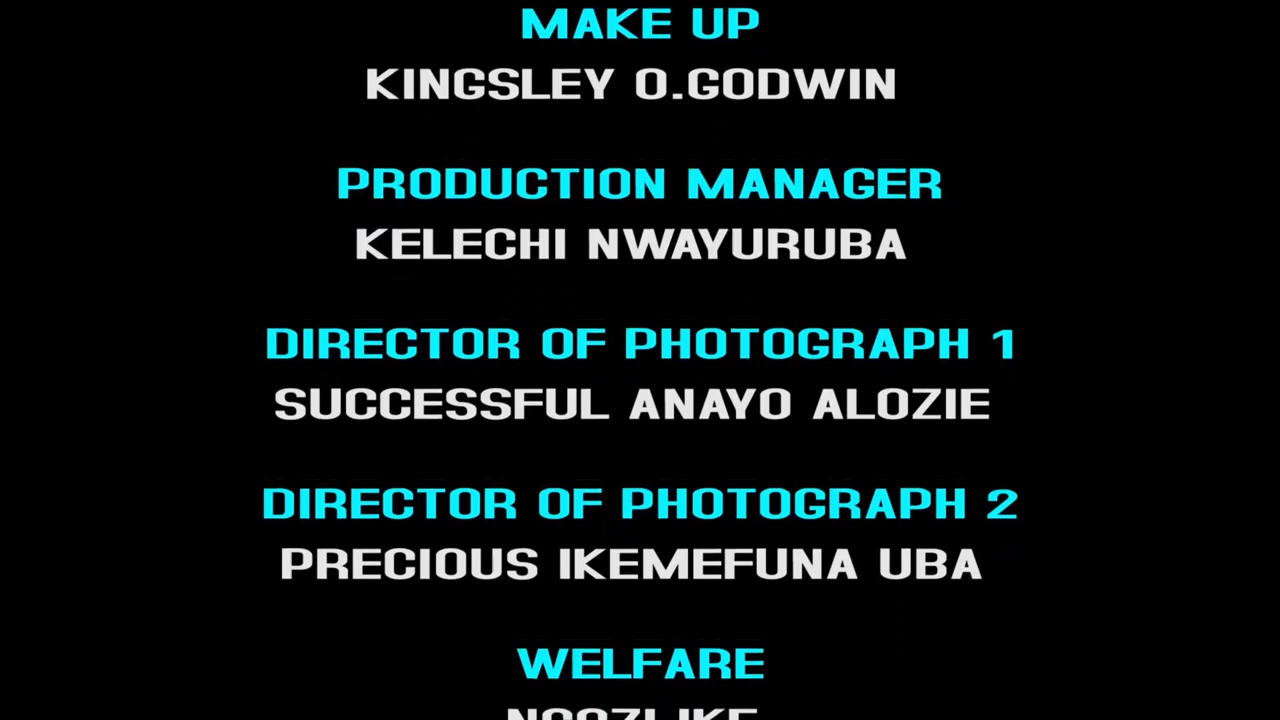 MAKE UP
KINGSLEY O.GODWIN
PRODUCTION MANAGER
KELECHI NWAYURUBA
DIRECTOR OF PHOTOGRAPH 1
SUCCESSFUL ANAYO ALOZIE
DIRECTOR OF PHOTOGRAPH 2
PRECIOUS IKEMEFUNA UBA
WELFARE